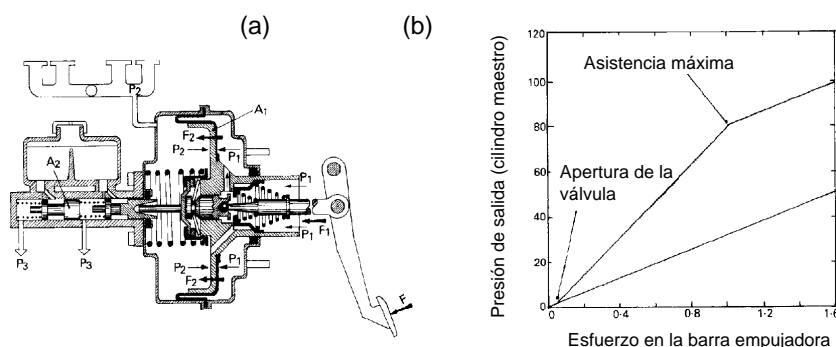 (a)
(b)
P2
A1
F2
P2
P1
A2
P1
F1
P1
P3
P3
P2
P1
F2
F
Presión de salida (cilindro maestro)
120
100
80
60
40
20
0
Asistencia máxima
Apertura de la
válvula
0
0·4
0·8
1·2
1·6
Esfuerzo en la barra empujadora